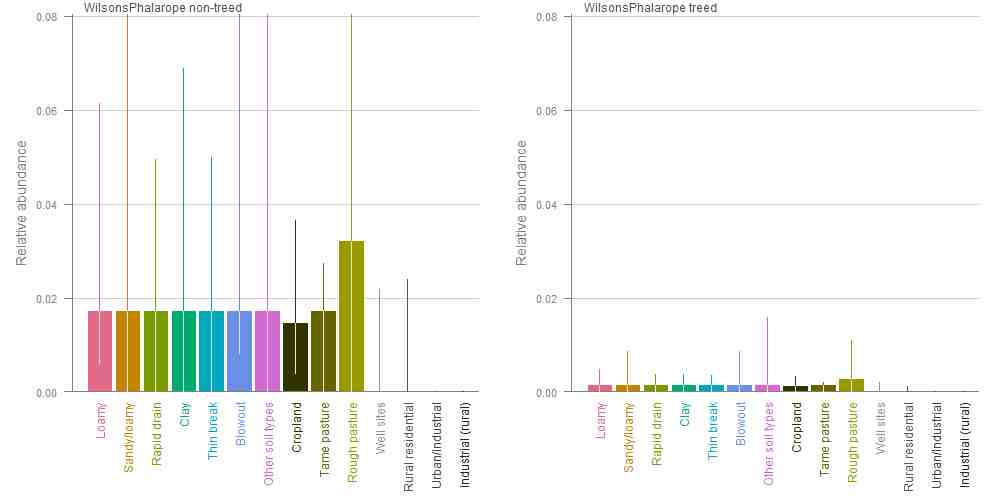 WilsonsPhalarope non-treed
0.08
0.06
0.04
0.02
0.00
Relative abundance
Loamy
Sandy/loamy
Rapid drain
Clay
Thin break
Blowout
Other soil types
Cropland
Tame pasture
Rough pasture
Well sites
Rural residential
Urban/Industrial
Industrial (rural)
WilsonsPhalarope treed
0.08
0.06
0.04
0.02
0.00
Relative abundance
Loamy
Sandy/loamy
Rapid drain
Clay
Thin break
Blowout
Other soil types
Cropland
Tame pasture
Rough pasture
Well sites
Rural residential
Urban/Industrial
Industrial (rural)